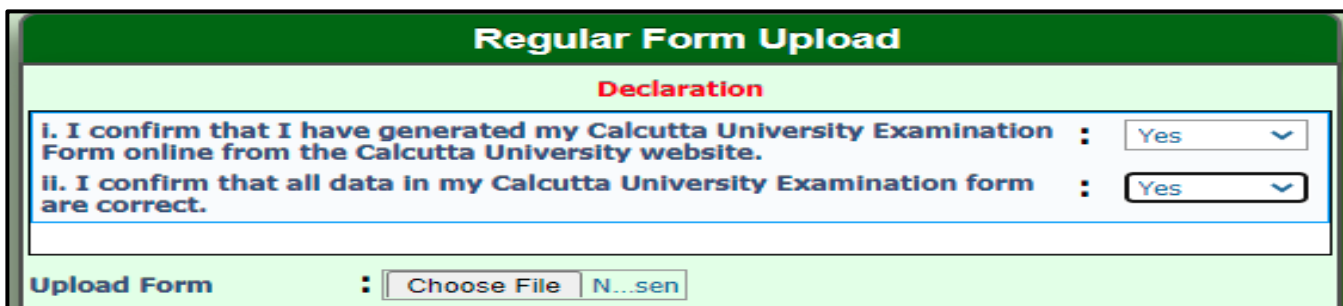 Regular Form Upload
Declaration
i. I confirm that I have generated my Calcutta University Examination : Yes
Form online from the Calcutta University website.
ii. I confirm that all data in my Calcutta University Examination form : Yes
are correct.
Upload Form : Choose File N...sen